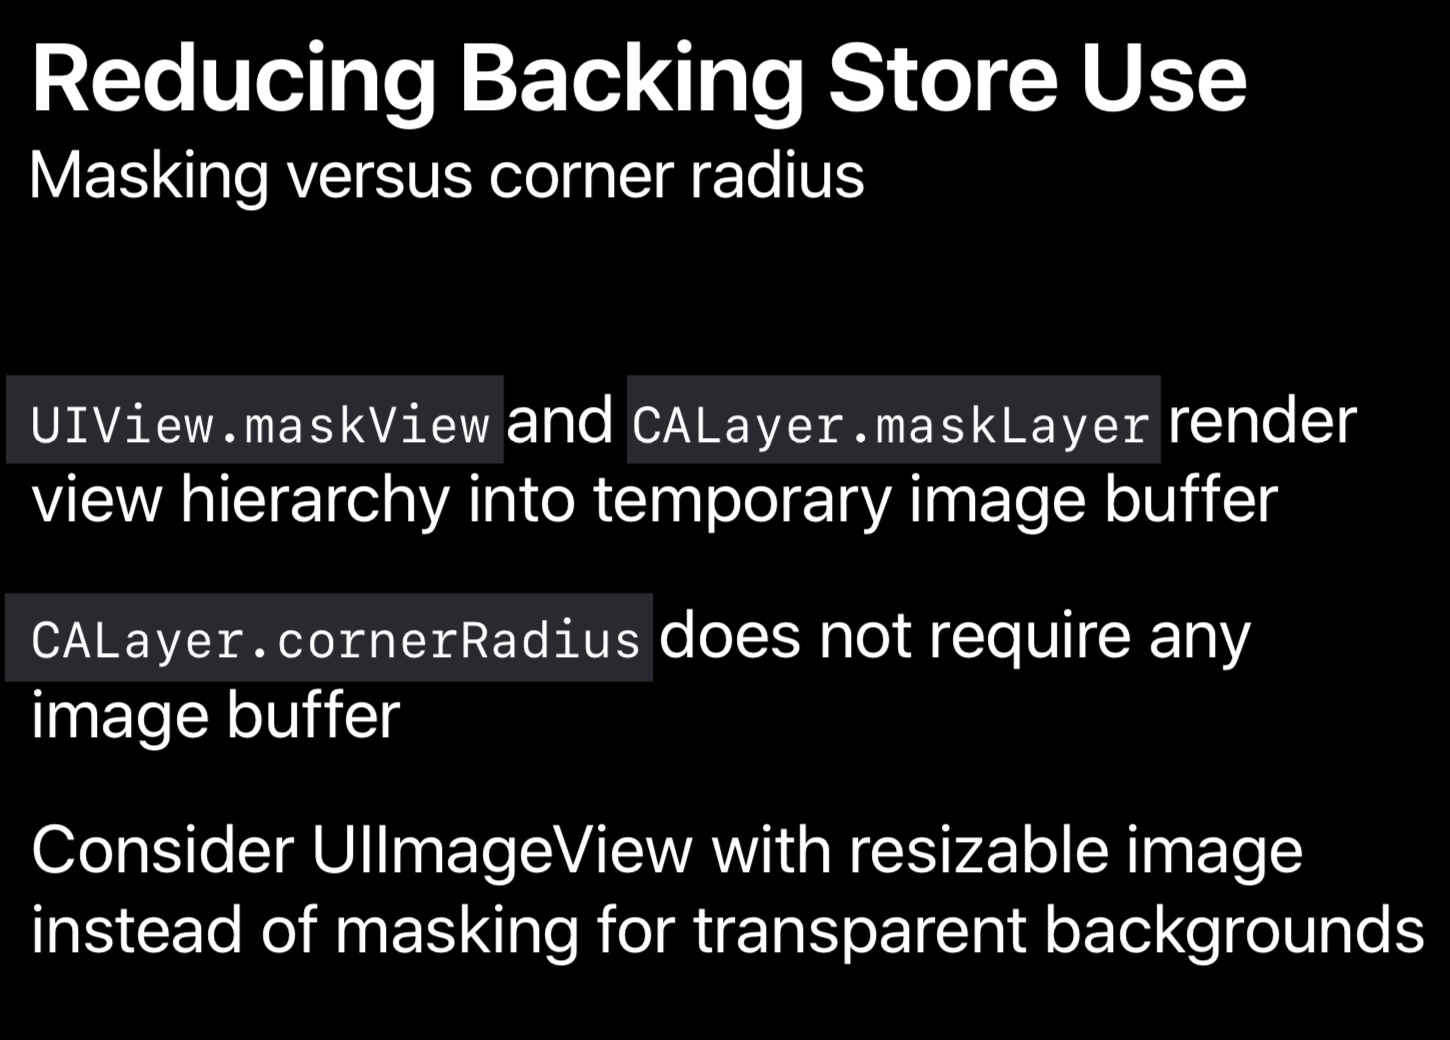 Reducing Backing Store Use
Masking versus corner radius
UIView.maskView and CALayer.maskLayer render
view hierarchy into temporary image buffer
CALayer.cornerRadius does not require any
image buffer
Consider UIImageView with resizable image
instead of masking for transparent backgrounds